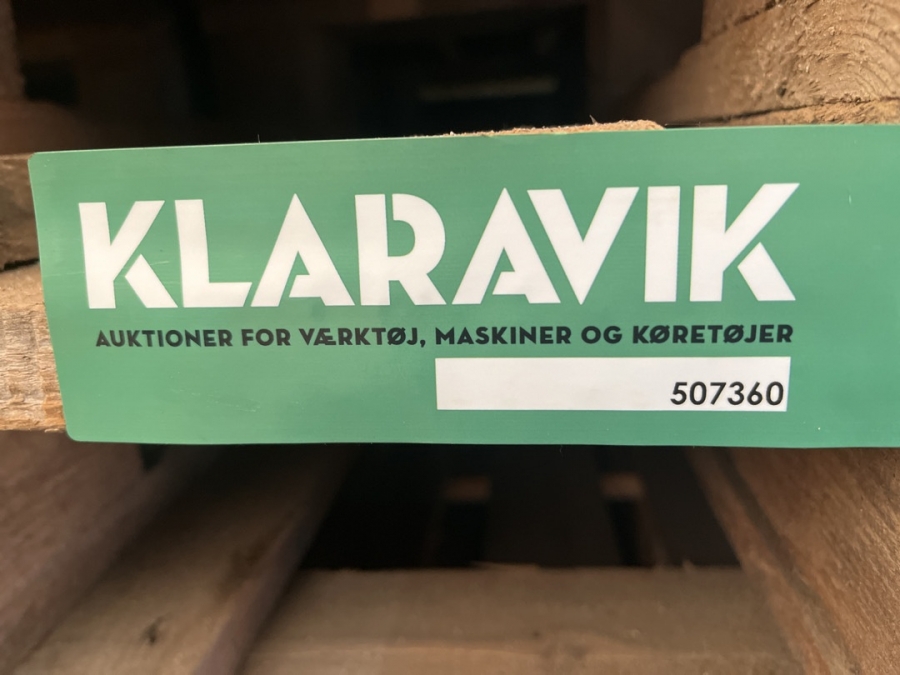 KLARAVIK
AUKTIONER FOR VÆRKTØJ, MASKINER OG KØRETØJER
507360